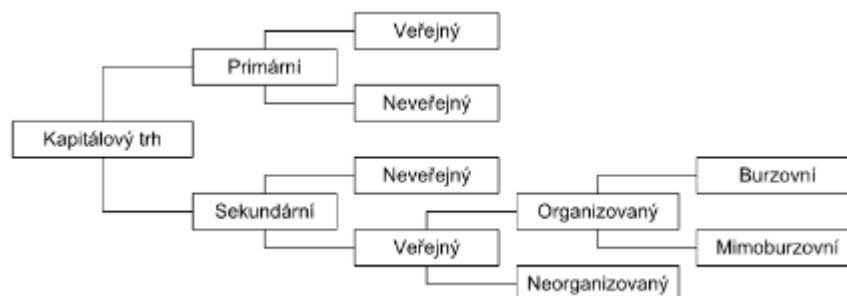 Veřejný
Primární
Neveřejný
Kapitálový trh
Neveřejný
Burzovní
Sekundární
Organizovaný
Veřejný
Mimoburzovní
Neorganizovaný